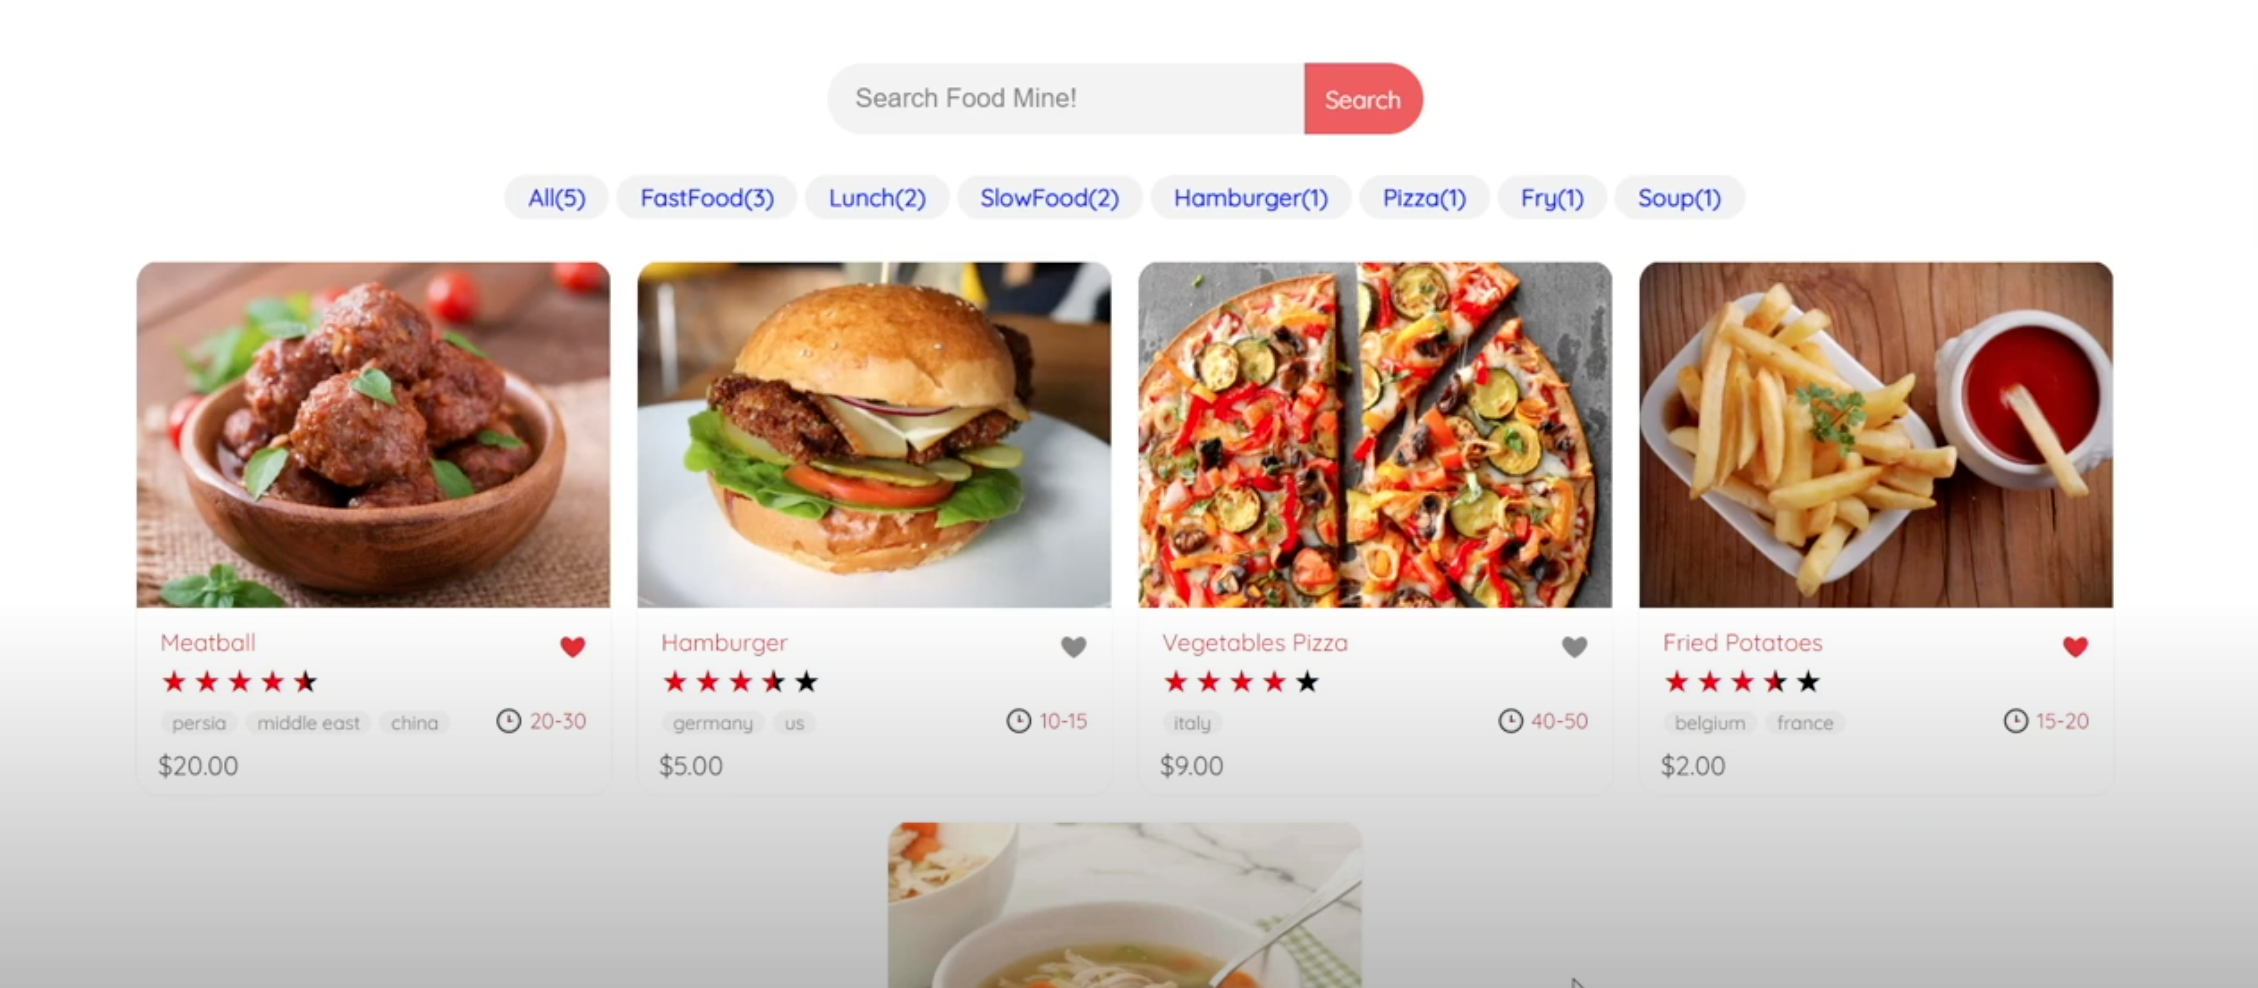 Search Food Mine!
Search
All(5)
FastFood(3)
Lunch(2)
SlowFood(2)
Hamburger(1)
Pizza(1)
Fry(1)
Soup(1)
Meatball
persia
middle east
china
20-30
$20.00
Hamburger
germany
us
10-15
$5.00
Vegetables Pizza
italy
40-50
$9.00
Fried Potatoes
belgium
france
15-20
$2.00